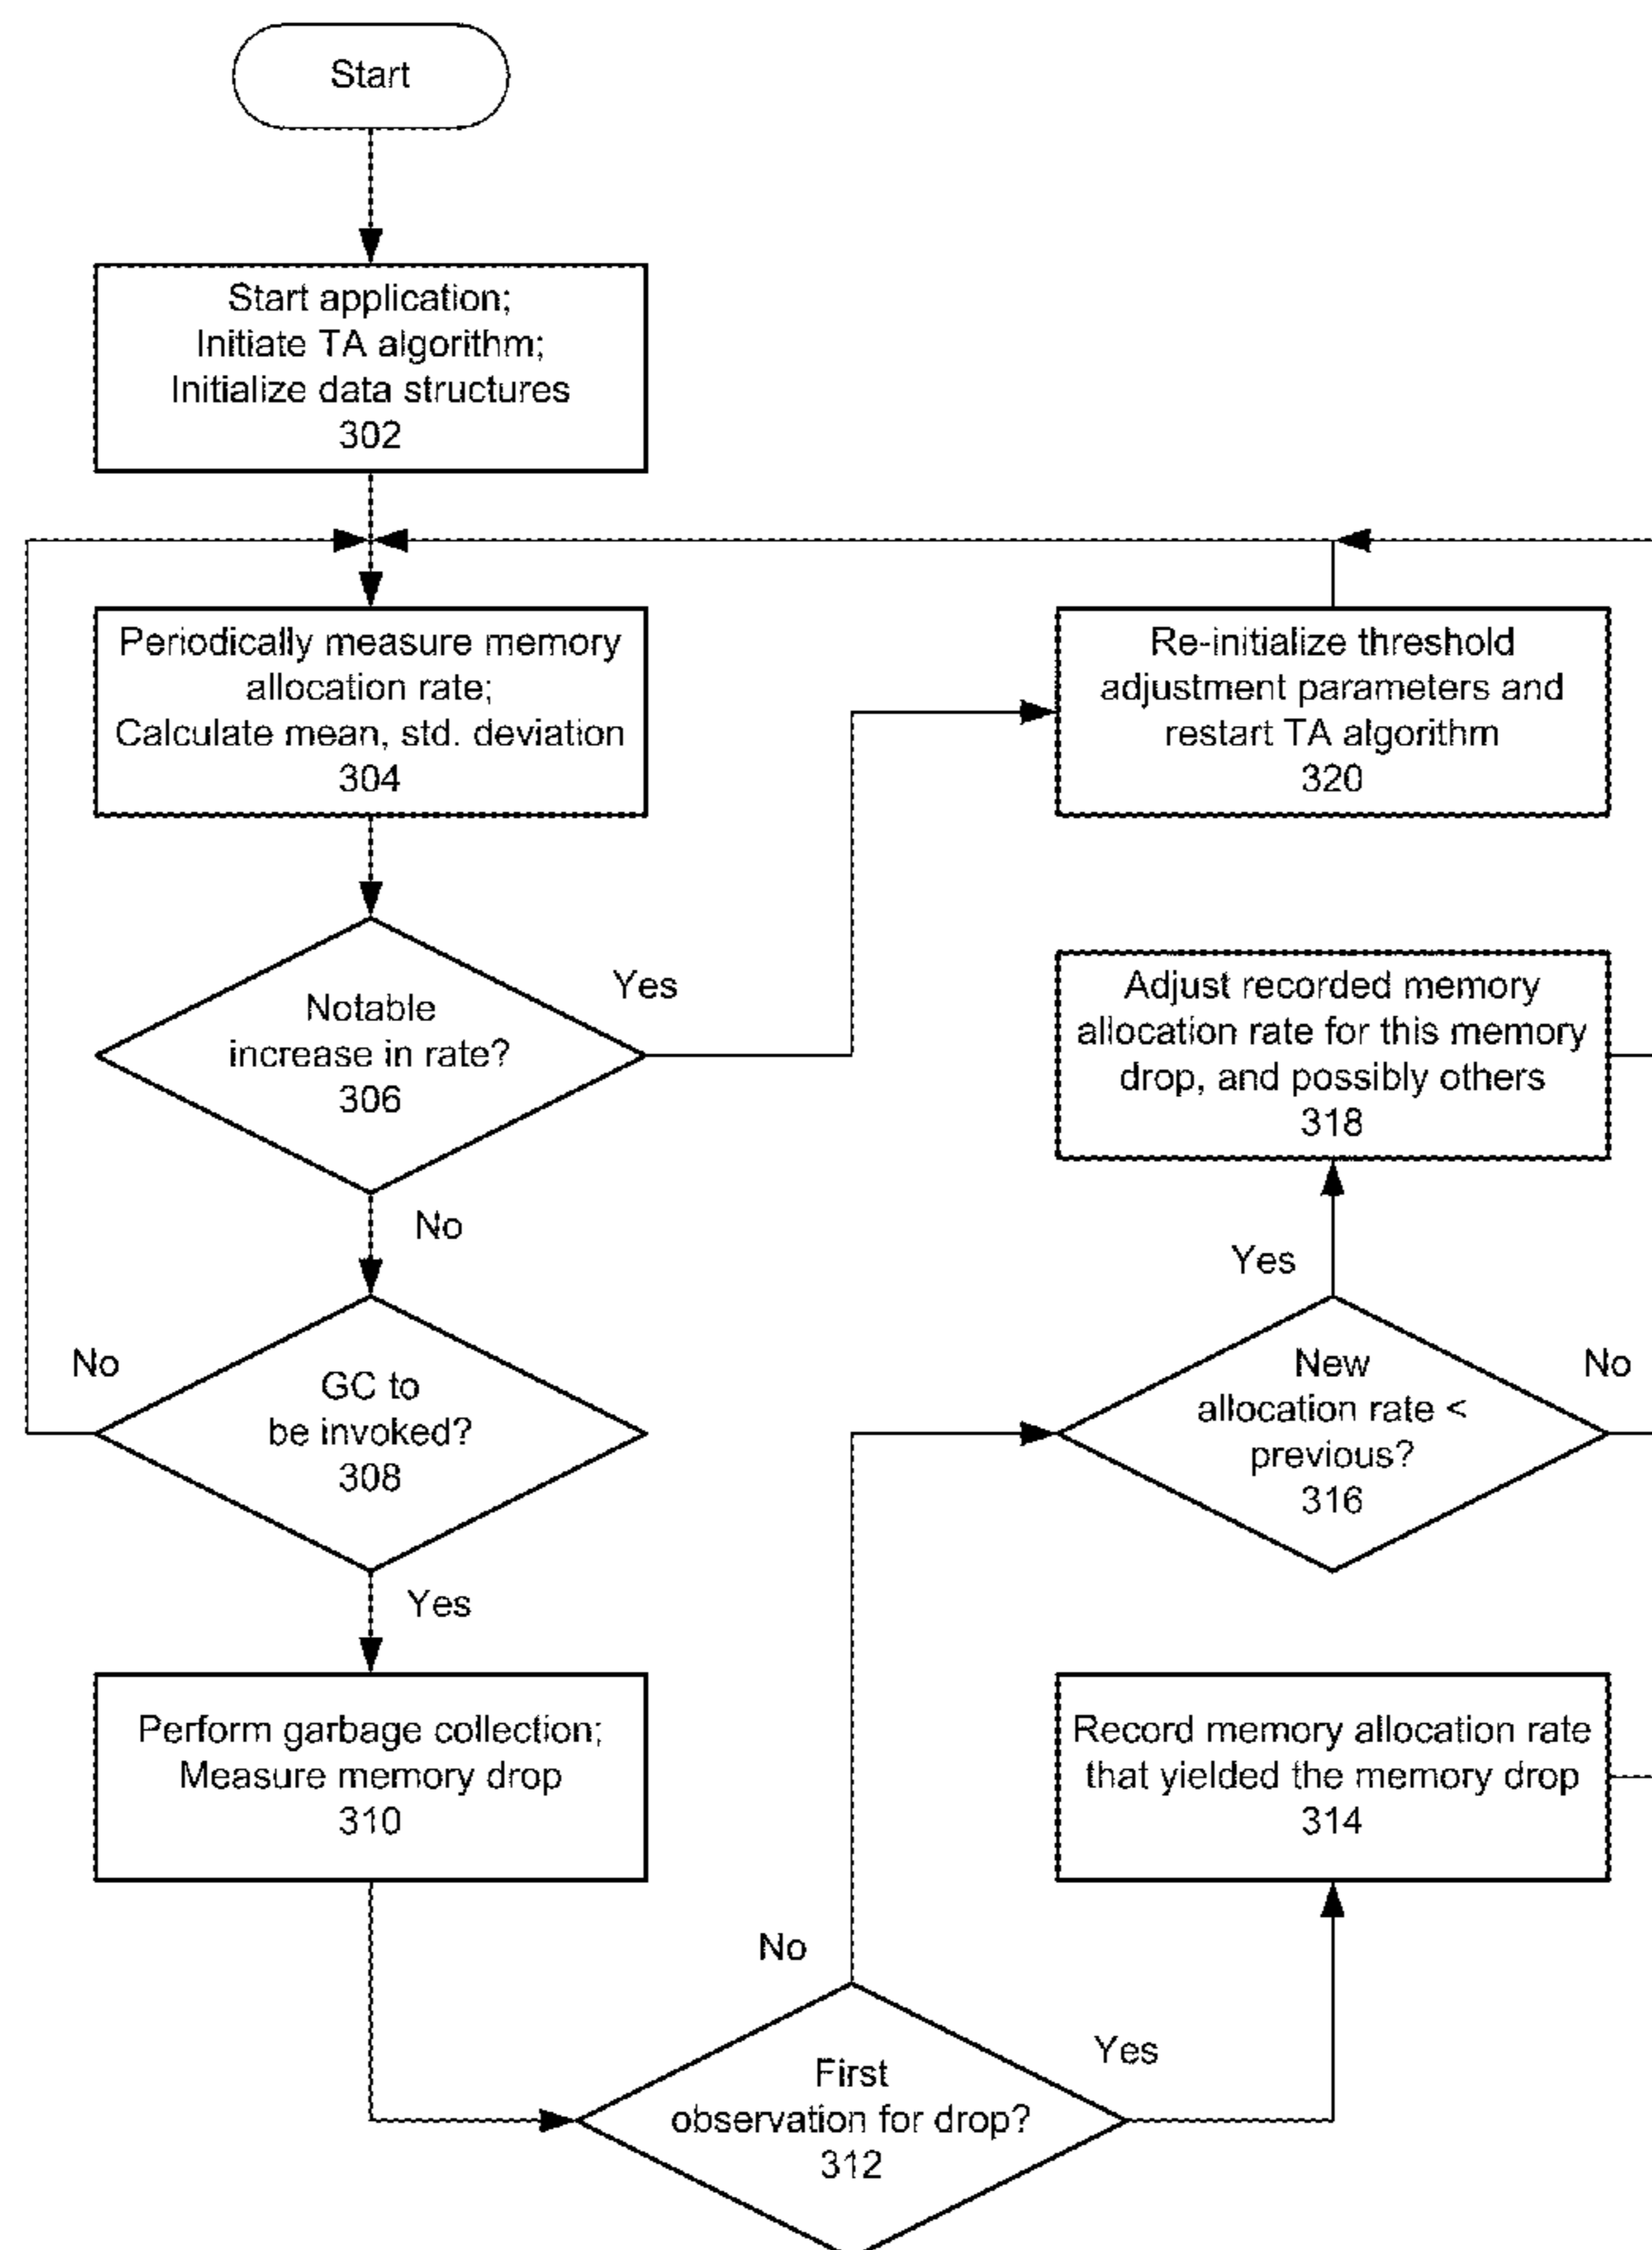 Start
Start application;
Initiate TA algorithm;
Initialize data structures
302
Periodically measure memory
allocation rate;
Calculate mean, std. deviation
304
Re-initialize threshold
adjustment parameters and
restart TA algorithm
320
Notable
increase in rate?
306
Yes
No
Adjust recorded memory
allocation rate for this memory
drop, and possibly others
318
Yes
No
GC to
be invoked?
308
Yes
New
allocation rate <
previous?
316
No
Perform garbage collection;
Measure memory drop
310
Record memory allocation rate
that yielded the memory drop
314
No
First
observation for drop?
312
Yes